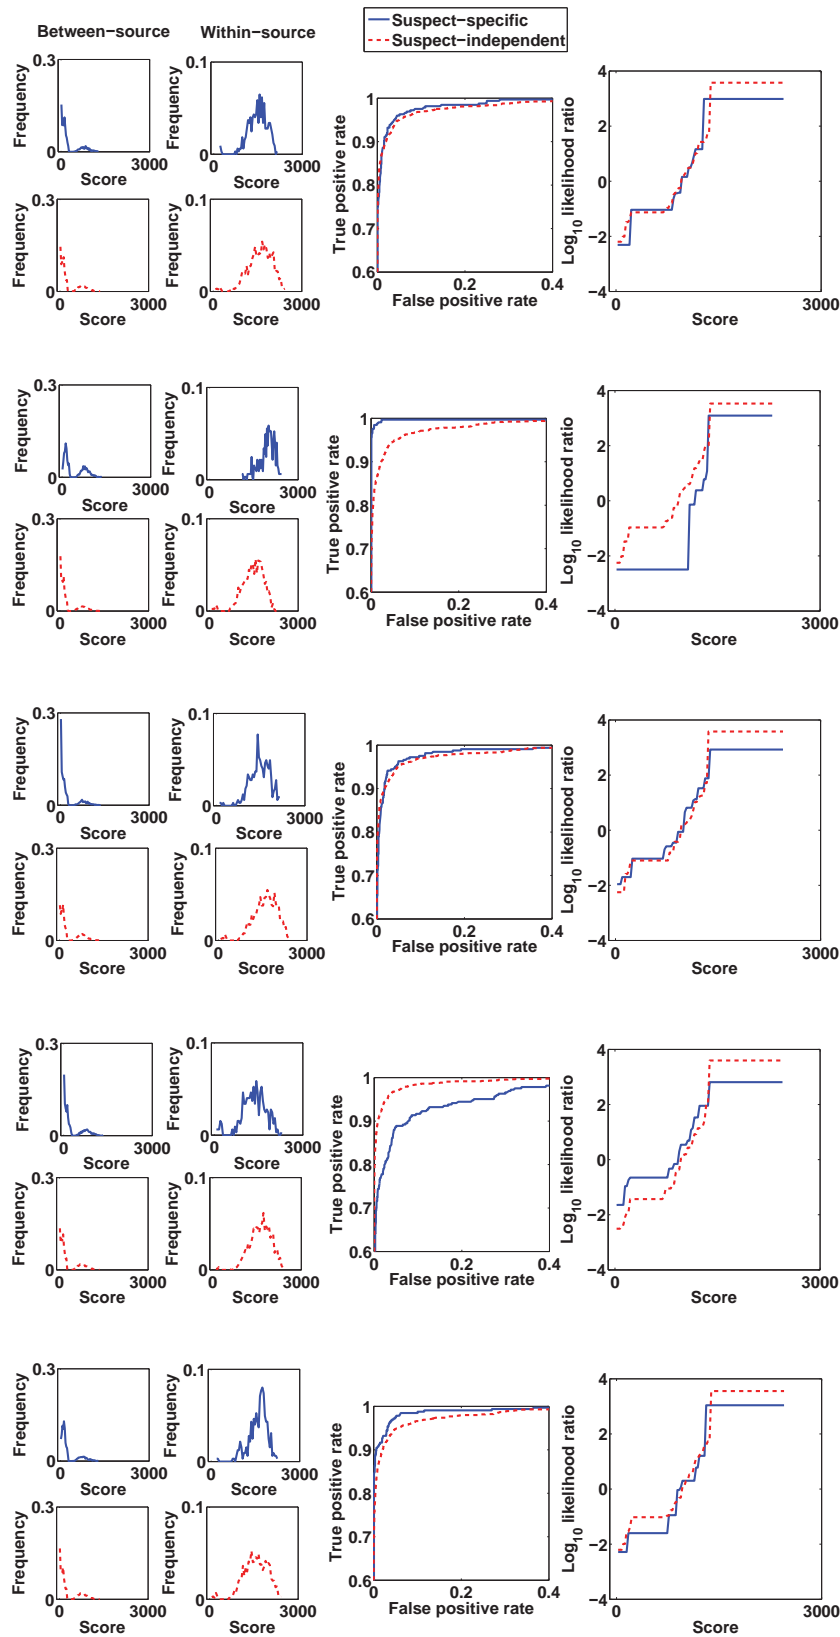 Between−source
Within−source
Suspect−specific
Suspect−independent
0.3
0
0
3000
Frequency
Score
0.1
0
0
3000
Frequency
Score
0.3
0
0
3000
Frequency
Score
0.1
0
0
3000
Frequency
Score
1
0.9
0.8
0.7
0.6
0
0.2
0.4
True positive rate
False positive rate
4
2
0
−2
−4
0
3000
Log10 likelihood ratio
Score
0.3
0
0
3000
Frequency
Score
0.1
0
0
3000
Frequency
Score
0.3
0
0
3000
Frequency
Score
0.1
0
0
3000
Frequency
Score
1
0.9
0.8
0.7
0.6
0
0.2
0.4
True positive rate
False positive rate
4
2
0
−2
−4
0
3000
Log10 likelihood ratio
Score
0.3
0
0
3000
Frequency
Score
0.1
0
0
3000
Frequency
Score
0.3
0
0
3000
Frequency
Score
0.1
0
0
3000
Frequency
Score
1
0.9
0.8
0.7
0.6
0
0.2
0.4
True positive rate
False positive rate
4
2
0
−2
−4
0
3000
Log10 likelihood ratio
Score
0.3
0
0
3000
Frequency
Score
0.1
0
0
3000
Frequency
Score
0.3
0
0
3000
Frequency
Score
0.1
0
0
3000
Frequency
Score
1
0.9
0.8
0.7
0.6
0
0.2
0.4
True positive rate
False positive rate
4
2
0
−2
−4
0
3000
Log10 likelihood ratio
Score
0.3
0
0
3000
Frequency
Score
0.1
0
0
3000
Frequency
Score
0.3
0
0
3000
Frequency
Score
0.1
0
0
3000
Frequency
Score
1
0.9
0.8
0.7
0.6
0
0.2
0.4
True positive rate
False positive rate
4
2
0
−2
−4
0
3000
Log10 likelihood ratio
Score